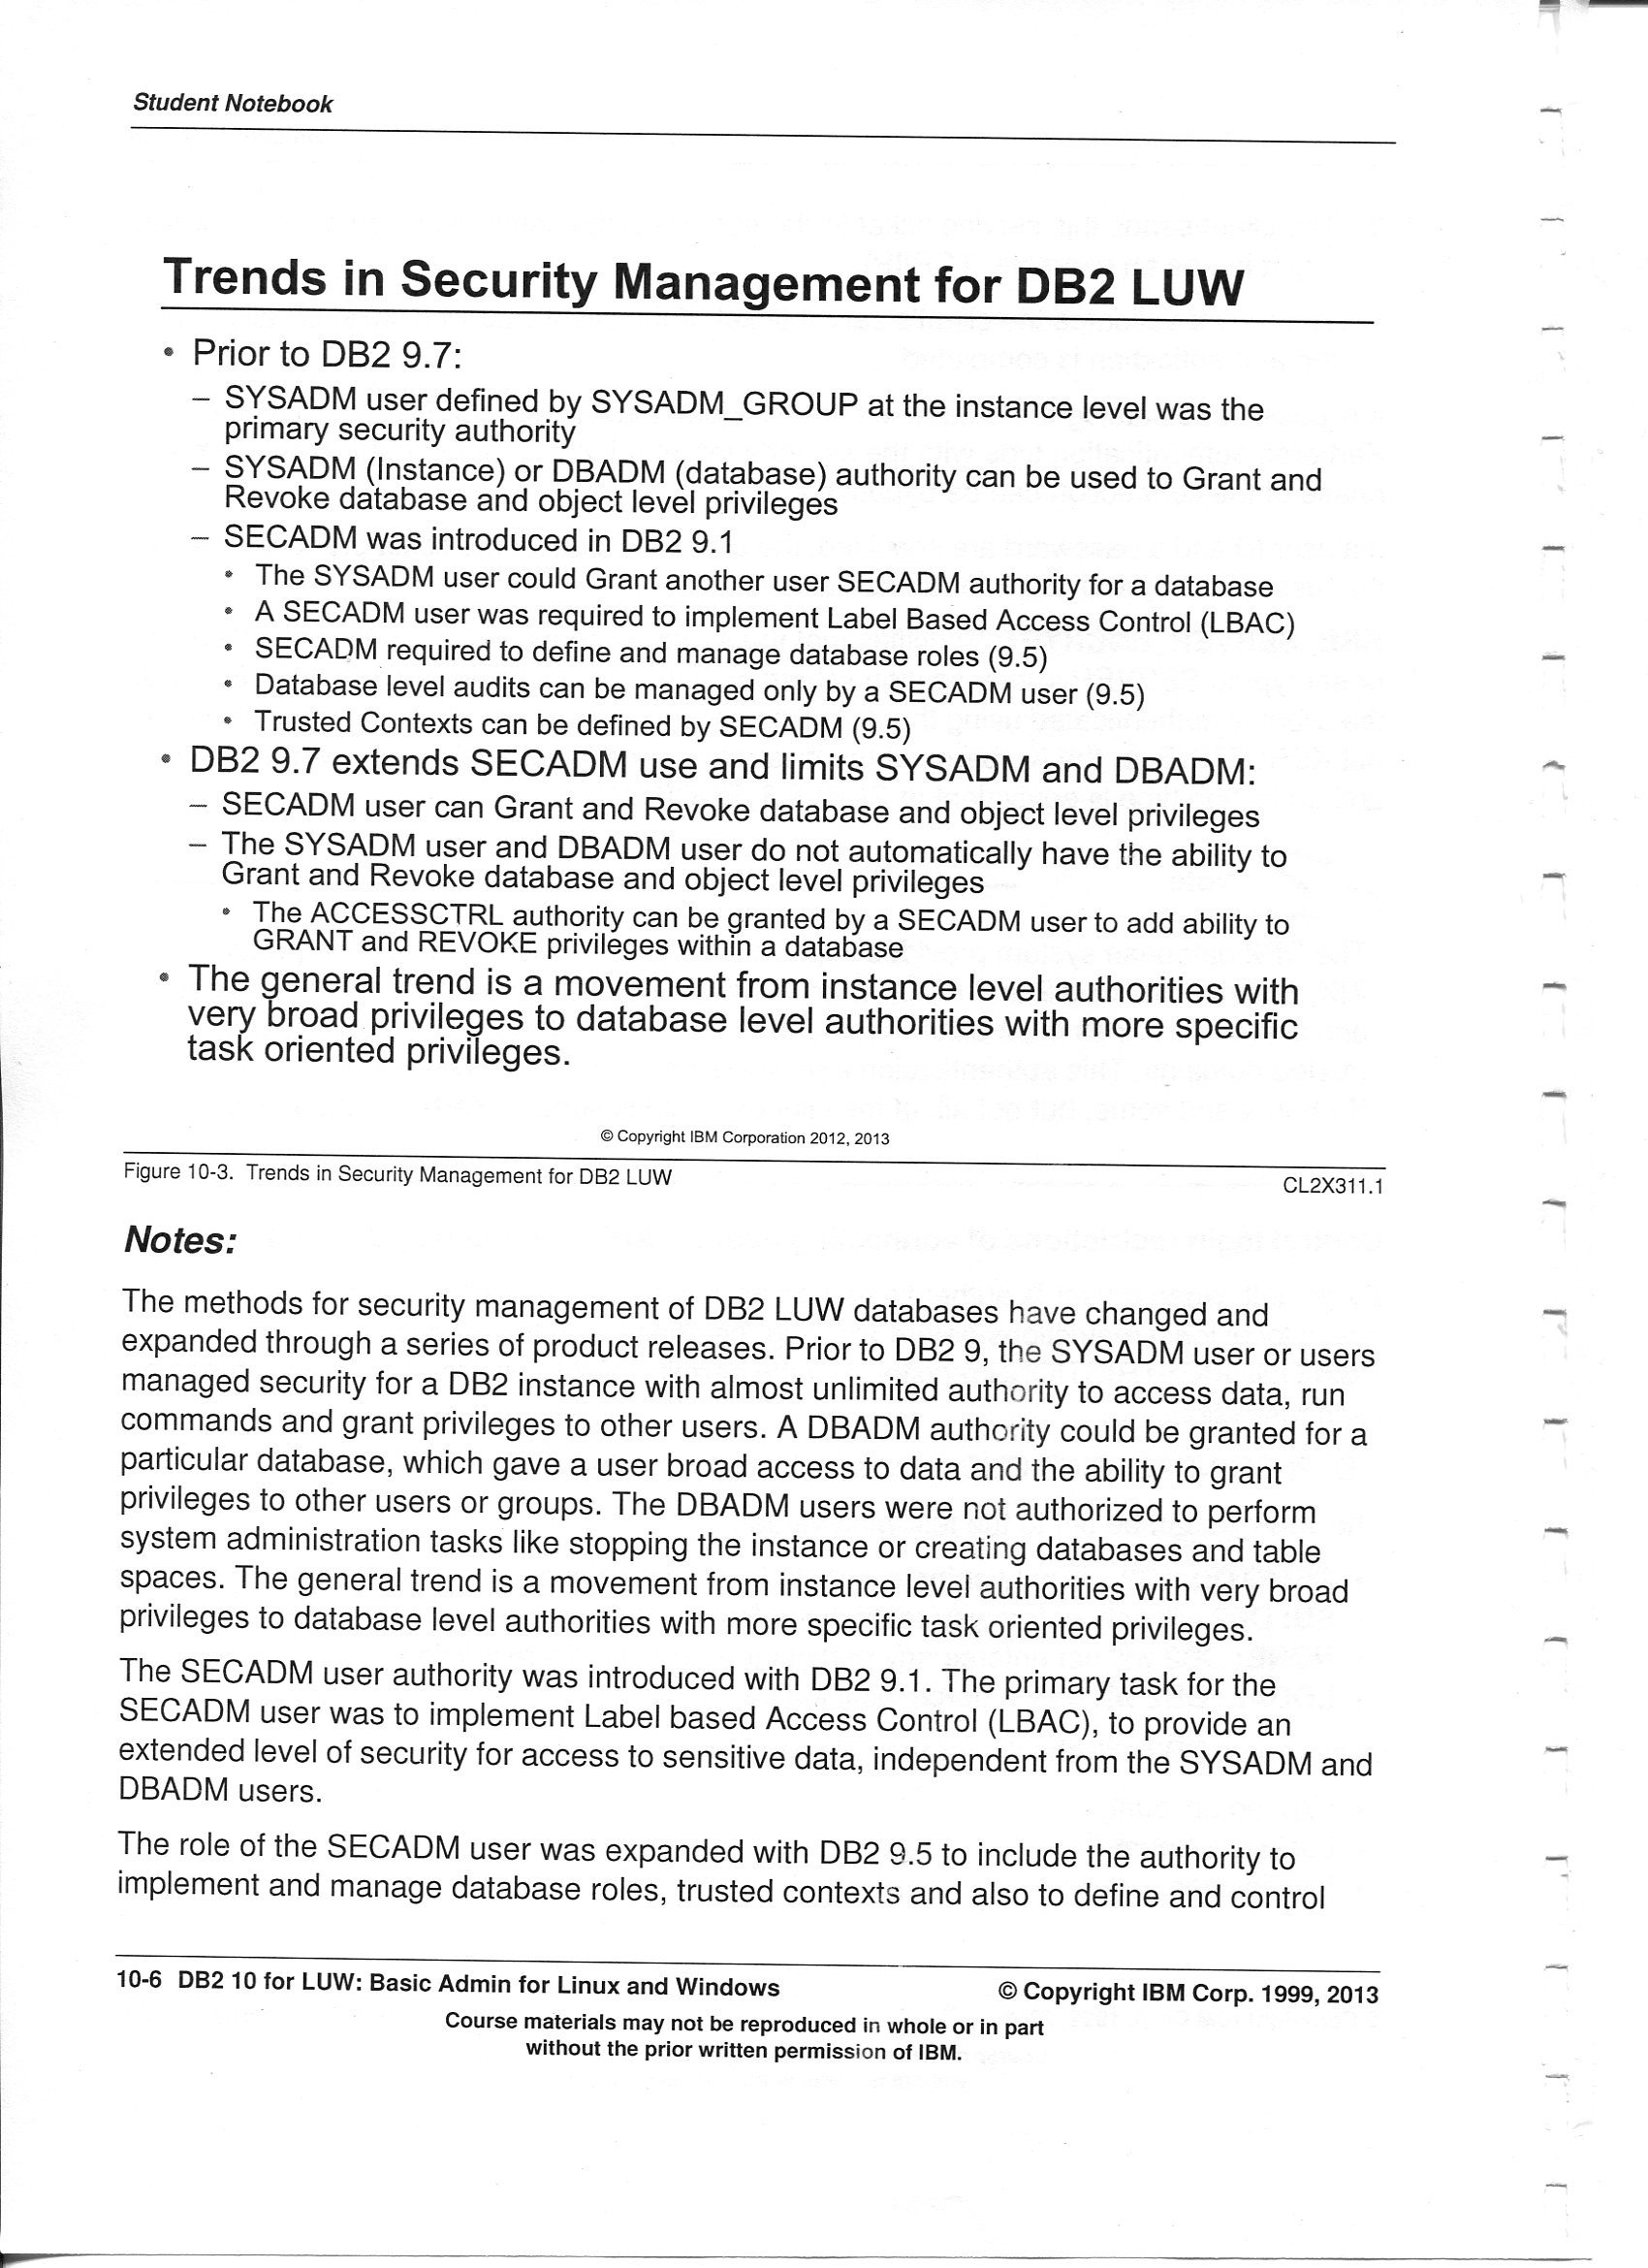 Student Notebook
Trends in Security Management for DB2 LUW
• Prior to DB2 9.7:
– SYSADM user defined by SYSADM_GROUP at the instance level was the
primary security authority
– SYSADM (Instance) or DBADM (database) authority can be used to Grant and
Revoke database and object level privileges
– SECADM was introduced in DB2 9.1
• The SYSADM user could Grant another user SECADM authority for a database
• A SECADM user was required to implement Label Based Access Control (LBAC)
• SECADM required to define and manage database roles (9.5)
• Database level audits can be managed only by a SECADM user (9.5)
• Trusted Contexts can be defined by SECADM (9.5)
• DB2 9.7 extends SECADM use and limits SYSADM and DBADM:
– SECADM user can Grant and Revoke database and object level privileges
– The SYSADM user and DBADM user do not automatically have the ability to
Grant and Revoke database and object level privileges
• The ACCESSCTRL authority can be granted by a SECADM user to add ability to
GRANT and REVOKE privileges within a database
• The general trend is a movement from instance level authorities with
very broad privileges to database level authorities with more specific
task oriented privileges.
© Copyright IBM Corporation 2012, 2013
Figure 10-3. Trends in Security Management for DB2 LUW
CL2X311.1
Notes:
The methods for security management of DB2 LUW databases have changed and
expanded through a series of product releases. Prior to DB2 9, the SYSADM user or users
managed security for a DB2 instance with almost unlimited authority to access data, run
commands and grant privileges to other users. A DBADM authority could be granted for a
particular database, which gave a user broad access to data and the ability to grant
privileges to other users or groups. The DBADM users were not authorized to perform
system administration tasks like stopping the instance or creating databases and table
spaces. The general trend is a movement from instance level authorities with very broad
privileges to database level authorities with more specific task oriented privileges.
The SECADM user authority was introduced with DB2 9.1. The primary task for the
SECADM user was to implement Label based Access Control (LBAC), to provide an
extended level of security for access to sensitive data, independent from the SYSADM and
DBADM users.
The role of the SECADM user was expanded with DB2 9.5 to include the authority to
implement and manage database roles, trusted contexts and also to define and control
10-6 DB2 10 for LUW: Basic Admin for Linux and Windows
© Copyright IBM Corp. 1999, 2013
Course materials may not be reproduced in whole or in part
without the prior written permission of IBM.